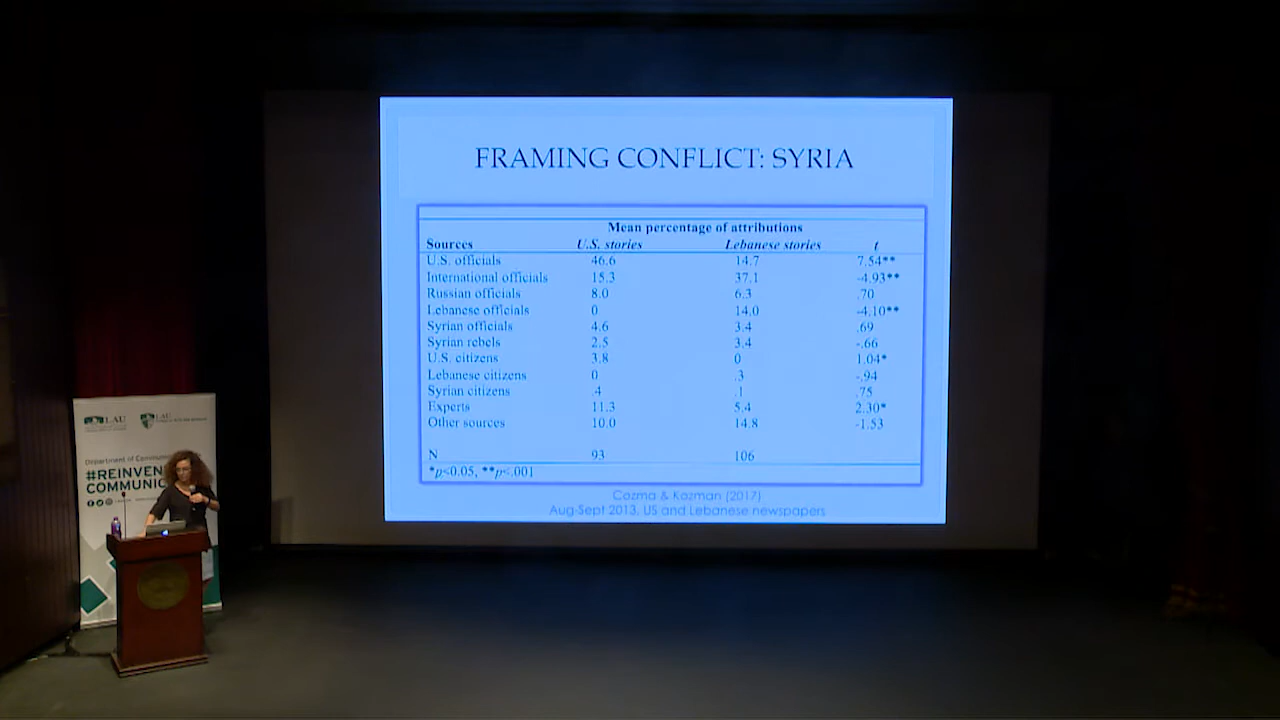 FRAMING CONFLICT: SYRIA
Mean percentage of attributions
Sources U.S. stories Lebanese stories t
U.S. officials 46.6 14.7 7.54**
International officials 15.3 37.1 -4.93**
Russian officials 8.0 6.3 .70
Lebanese officials 0 14.0 -4.10**
Syrian officials 4.6 3.4 .69
Syrian rebels 2.5 3.4 -.66
U.S. citizens 3.8 0 1.04*
Lebanese citizens 0 .3 -.94
Syrian citizens .4 .1 .75
Experts 11.3 5.4 2.30*
Other sources 10.0 14.8 -1.53
N 93 106
*p<0.05, **p<.001
Cozma & Kozman (2017)
Aug-Sept 2013, US and Lebanese newspapers
LAU LAU
Department of
#REINVEN
COMMUNIC